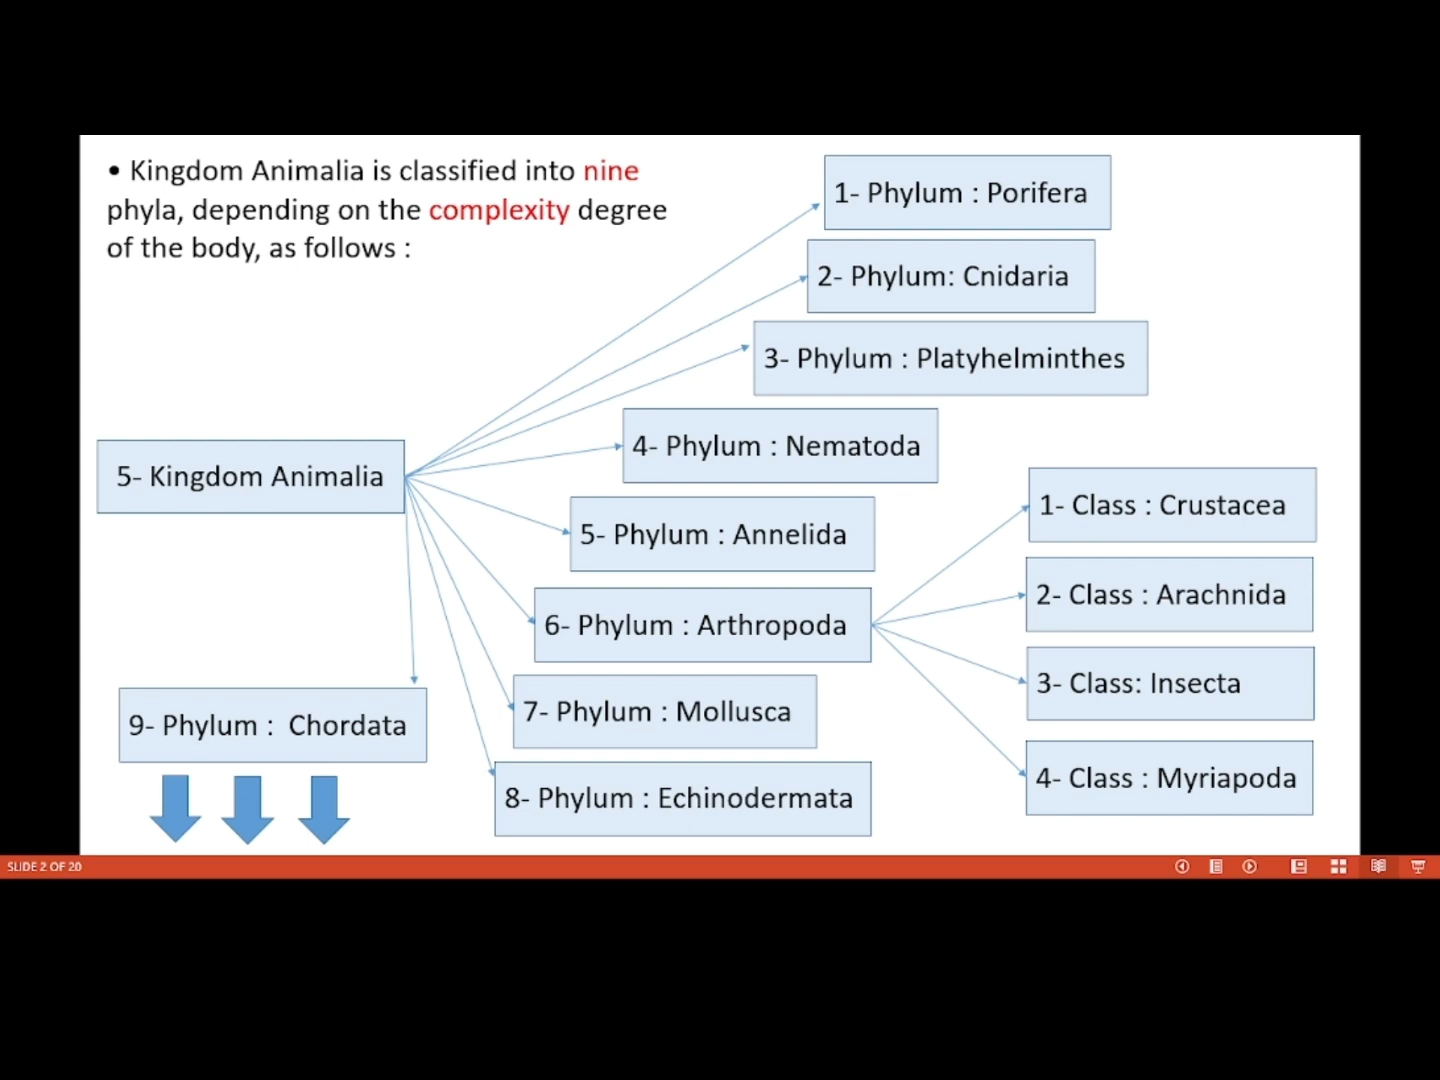 • Kingdom Animalia is classified into nine
phyla, depending on the complexity degree
of the body, as follows :
1- Phylum : Porifera
2- Phylum: Cnidaria
3- Phylum : Platyhelminthes
4- Phylum : Nematoda
5- Kingdom Animalia
1- Class : Crustacea
5- Phylum : Annelida
2- Class : Arachnida
6- Phylum : Arthropoda
3- Class: Insecta
7- Phylum : Mollusca
9- Phylum :  Chordata
4- Class : Myriapoda
8- Phylum : Echinodermata
SLIDE 2 OF 20